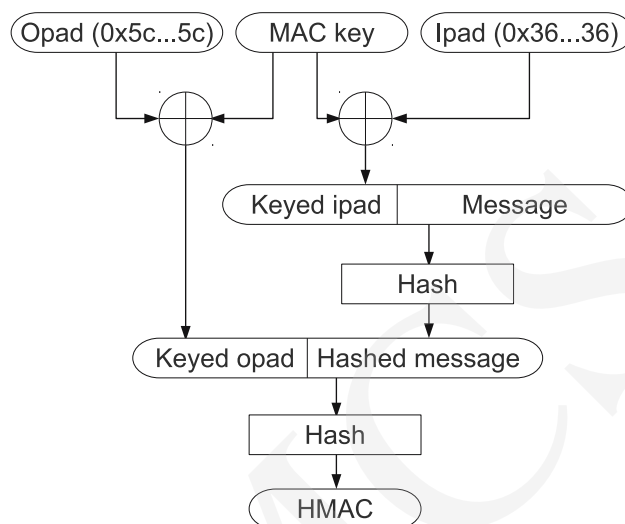 Opad (0x5c...5c)
MAC key
Ipad (0x36...36)
Keyed ipad
Message
Hash
Keyed opad
Hashed message
Hash
HMAC